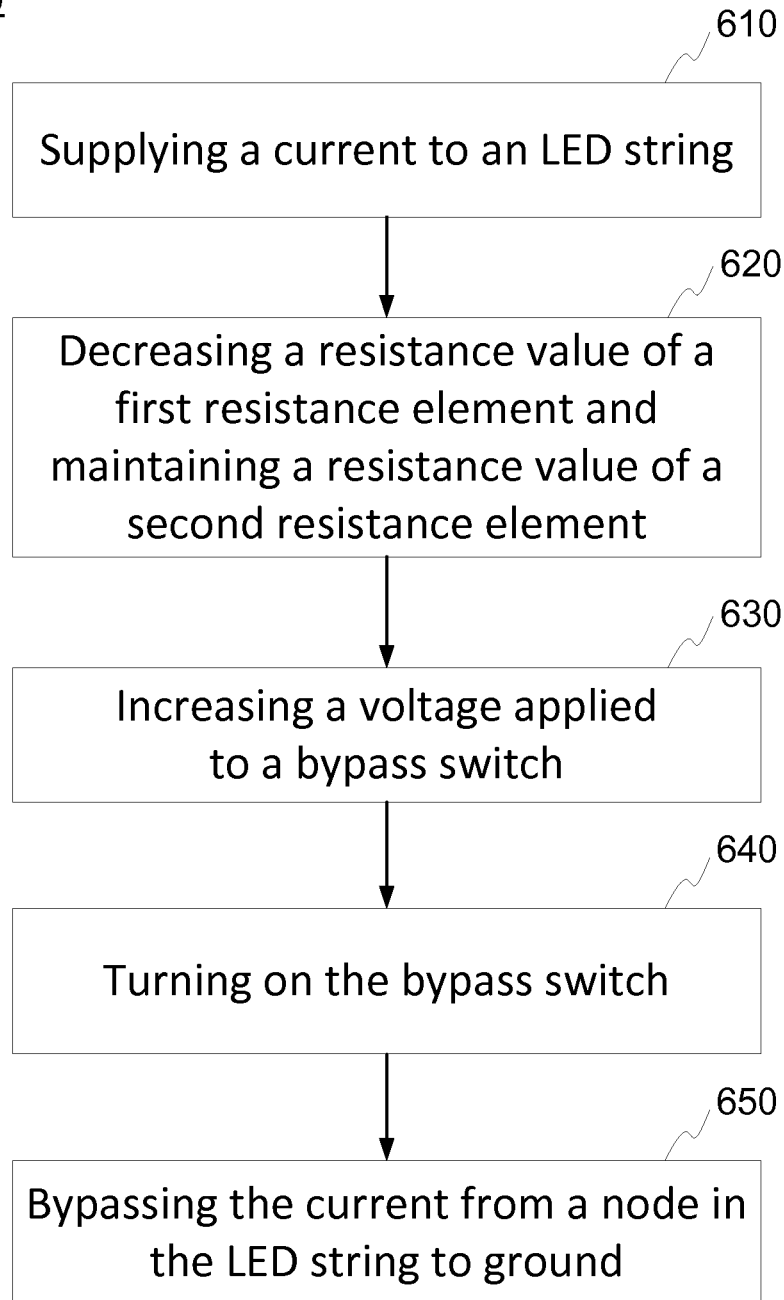 610
Supplying a current to an LED string
620
Decreasing a resistance value of a
first resistance element and
maintaining a resistance value of a
second resistance element
630
Increasing a voltage applied
to a bypass switch
640
Turning on the bypass switch
650
Bypassing the current from a node in
the LED string to ground